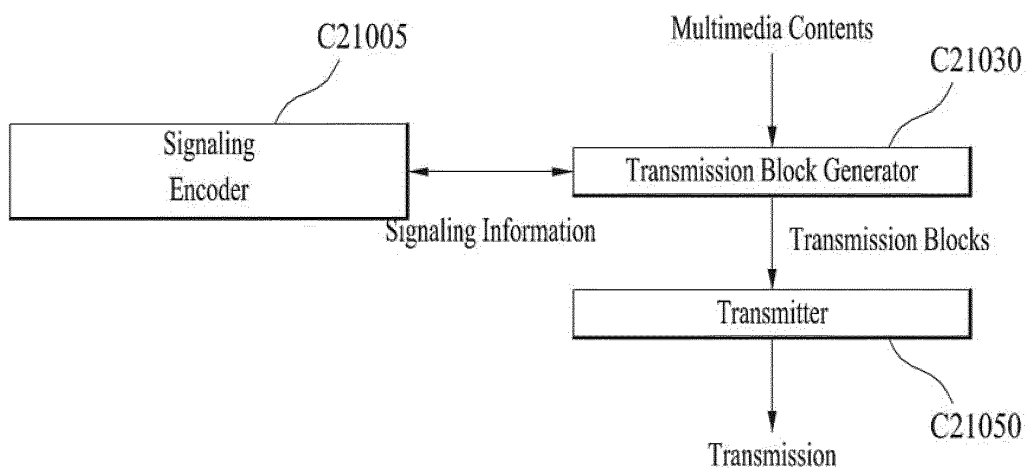 C21005
Multimedia Contents
C21030
Signaling
Encoder
Transmission Block Generator
Signaling Information
Transmission Blocks
Transmitter
C21050
Transmission